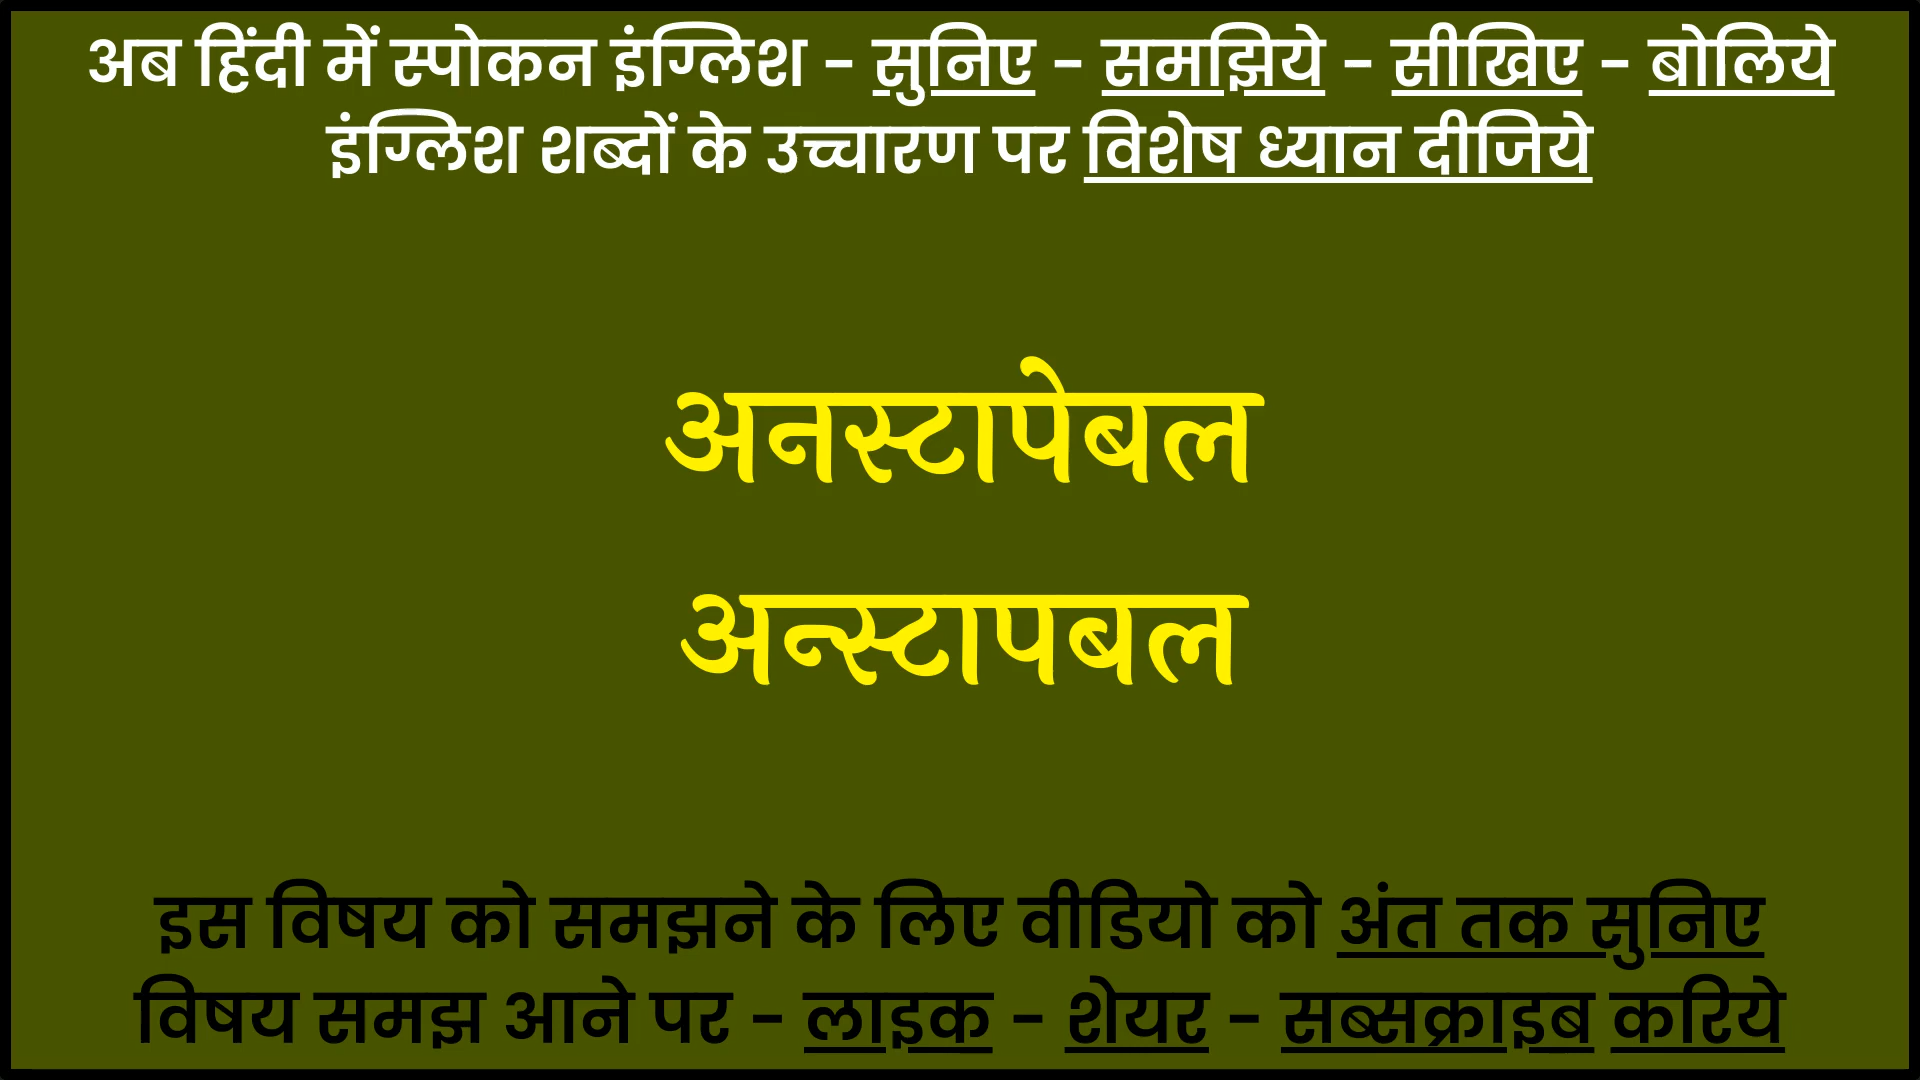 अब हिंदी में स्पोकन इंग्लिश - सुनिए - समझिये - सीखिए - बोलिये
इंग्लिश शब्दों के उच्चारण पर विशेष ध्यान दीजिये
अनस्टापेबल
अन्स्टापबल
इस विषय को समझने के लिए वीडियो को अंत तक सुनिए
विषय समझ आने पर - लाइक - शेयर - सब्सक्राइब करिये